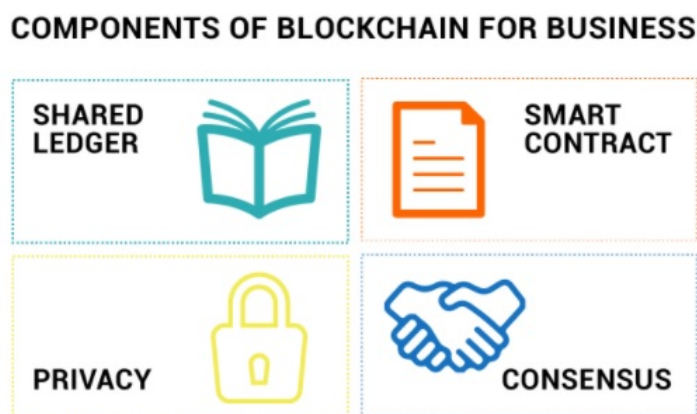 COMPONENTS OF BLOCKCHAIN FOR BUSINESS
SHARED
LEDGER
SMART
CONTRACT
PRIVACY
CONSENSUS